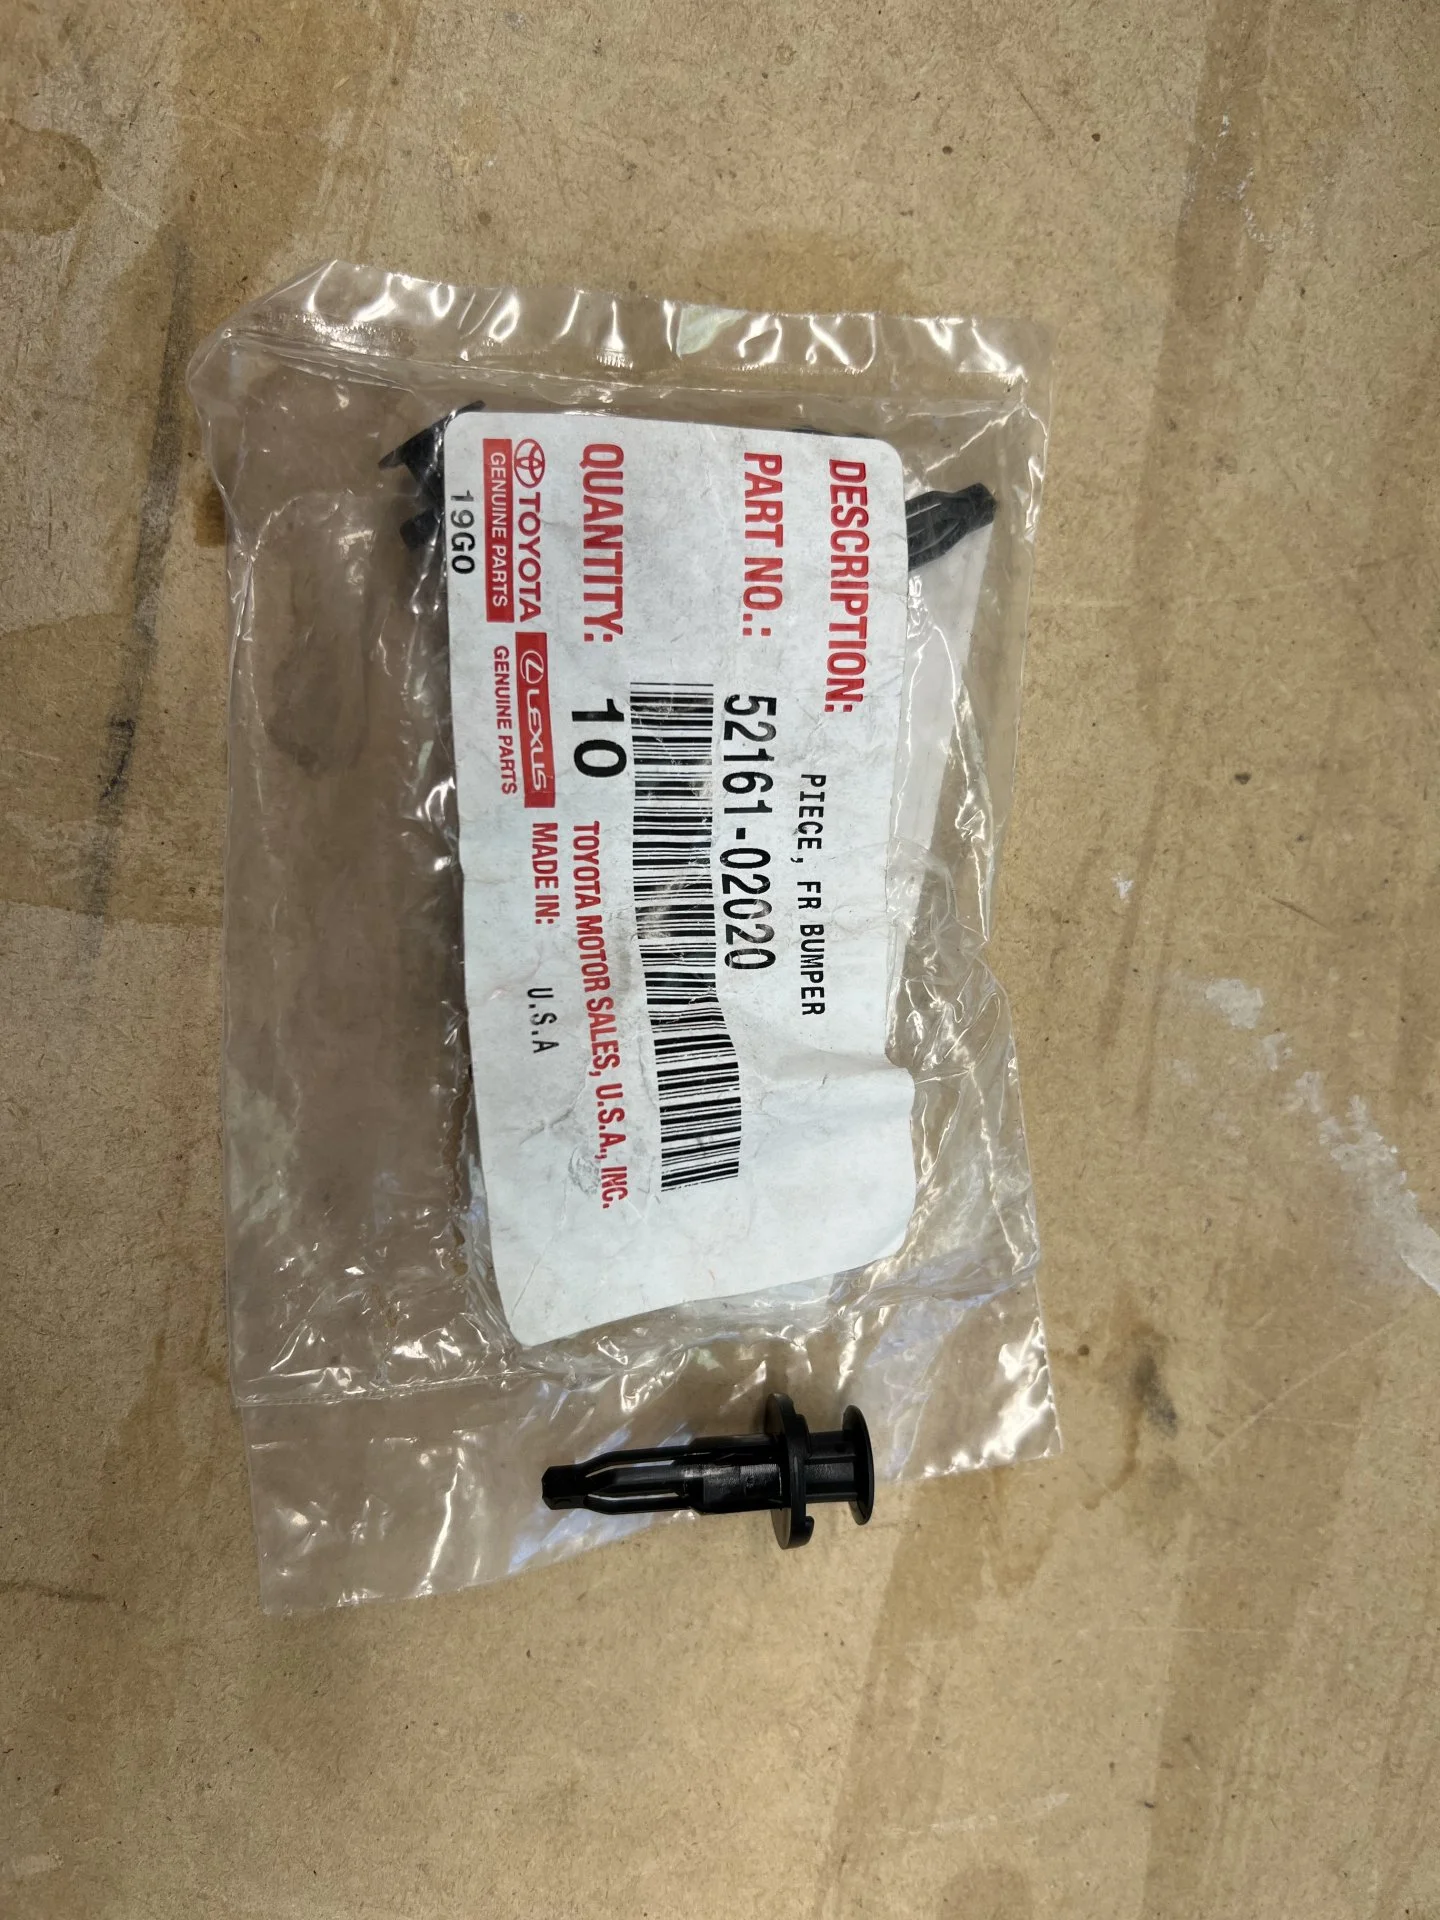 DESCRIPTION:
PIECE, FR BUMPER
PART NO.: 52161-02020
QUANTITY: 10
TOYOTA MOTOR SALES, U.S.A., INC.
TOYOTA LEXUS
GENUINE PARTS GENUINE PARTS
MADE IN: U.S.A
19G0